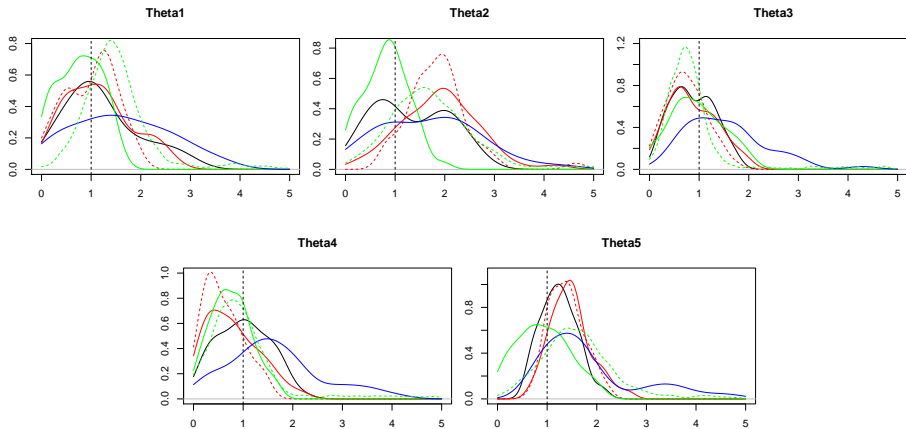 Theta1
0.0 0.2 0.4 0.6 0.8
0 1 2 3 4 5
Theta2
0.0 0.2 0.4 0.6 0.8
0 1 2 3 4 5
Theta3
0.0 0.4 0.8 1.2
0 1 2 3 4 5
Theta4
0.0 0.2 0.4 0.6 0.8 1.0
0 1 2 3 4 5
Theta5
0.0 0.4 0.8
0 1 2 3 4 5